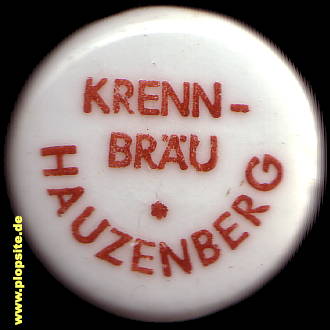 KRENN-
BRÄU
*
HAUZENBERG
www.plopsite.de